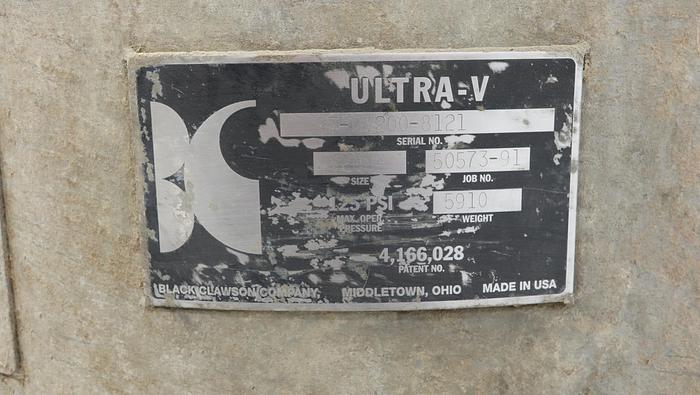 ULTRA-V
00-8121
SERIAL NO.
50573-91
SIZE JOB NO.
125 PSI 5910
MAX. OPER. PRESSURE WEIGHT
4,166,028
PATENT NO.
BLACK CLAWSON COMPANY, MIDDLETOWN, OHIO MADE IN USA